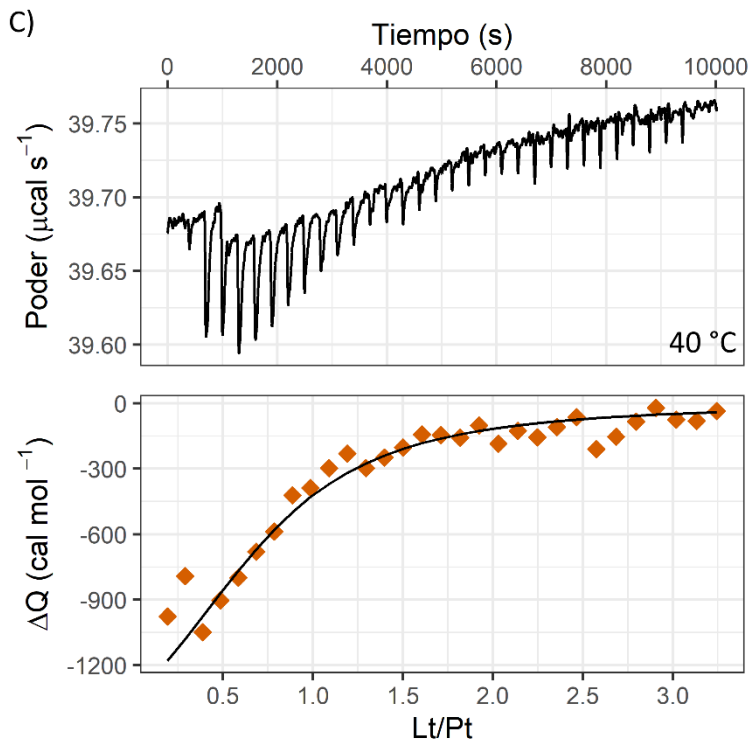 C)
Tiempo (s)
0 2000 4000 6000 8000 10000
Poder (µcal s⁻¹)
39.75
39.70
39.65
39.60
40 °C
ΔQ (cal mol⁻¹)
0
-300
-600
-900
-1200
0.5 1.0 1.5 2.0 2.5 3.0
Lt/Pt